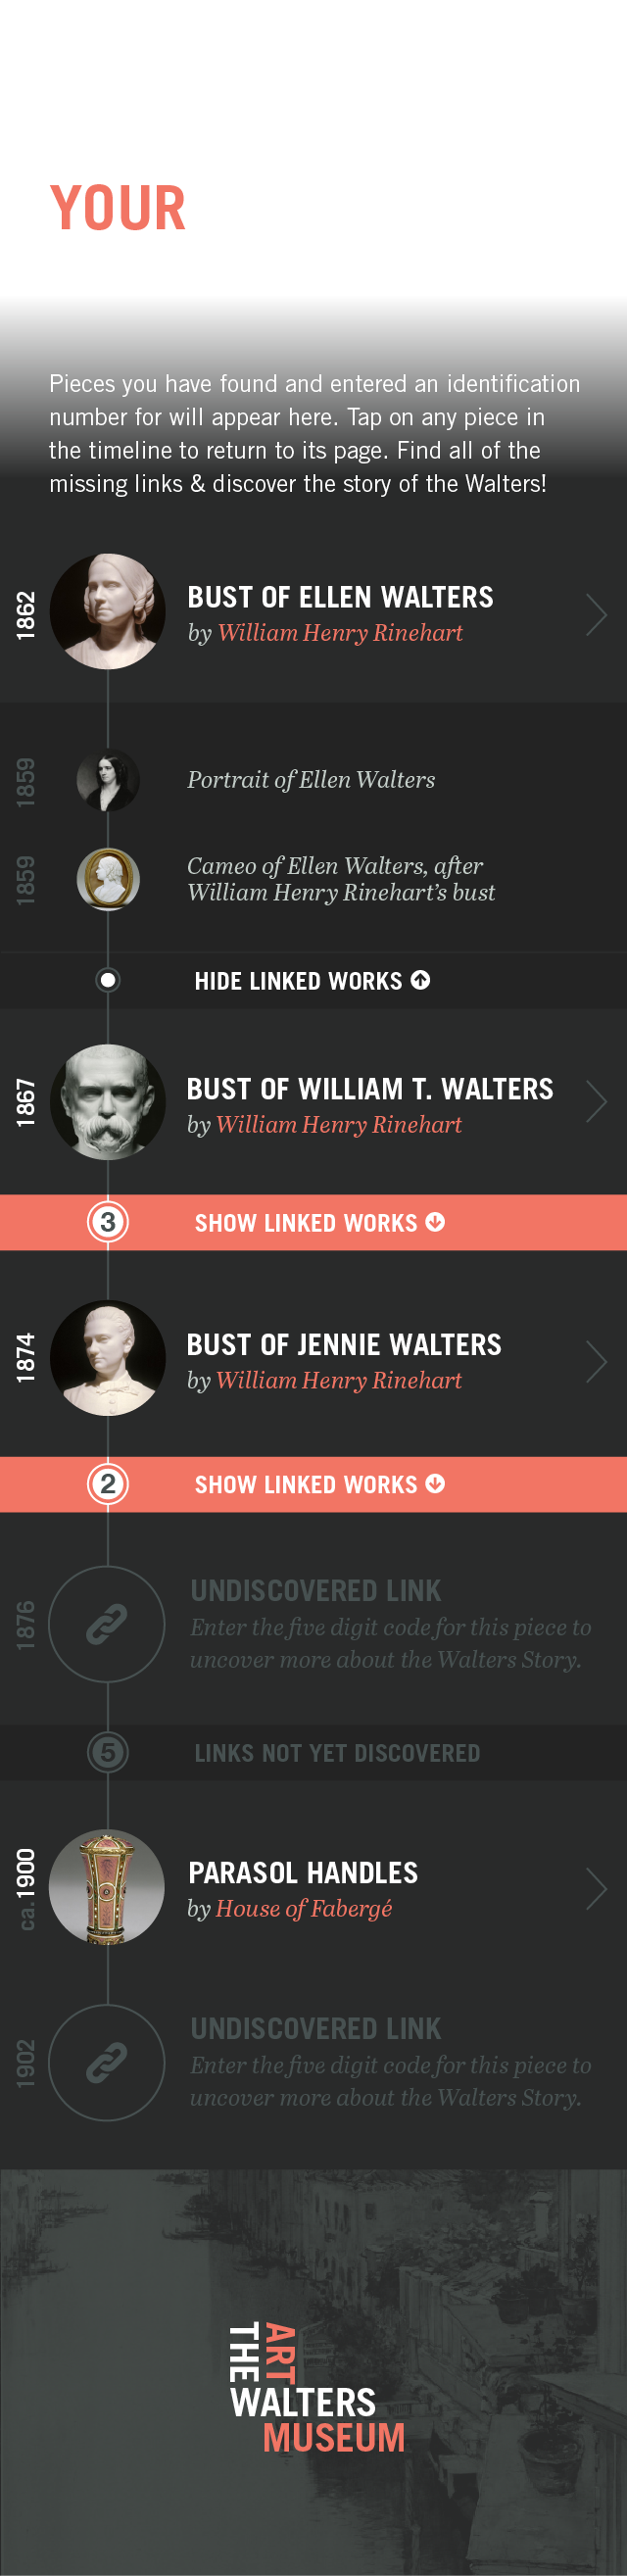 YOUR
Pieces you have found and entered an identification
number for will appear here. Tap on any piece in
the timeline to return to its page. Find all of the
missing links & discover the story of the Walters!
1862
BUST OF ELLEN WALTERS
by William Henry Rinehart
1859
Portrait of Ellen Walters
1859
Cameo of Ellen Walters, after
William Henry Rinehart's bust
HIDE LINKED WORKS
1867
BUST OF WILLIAM T. WALTERS
by William Henry Rinehart
3
SHOW LINKED WORKS
1874
BUST OF JENNIE WALTERS
by William Henry Rinehart
2
SHOW LINKED WORKS
1876
UNDISCOVERED LINK
Enter the five digit code for this piece to
uncover more about the Walters Story.
5
LINKS NOT YET DISCOVERED
ca. 1900
PARASOL HANDLES
by House of Fabergé
1902
UNDISCOVERED LINK
Enter the five digit code for this piece to
uncover more about the Walters Story.
THE
ART
WALTERS
MUSEUM